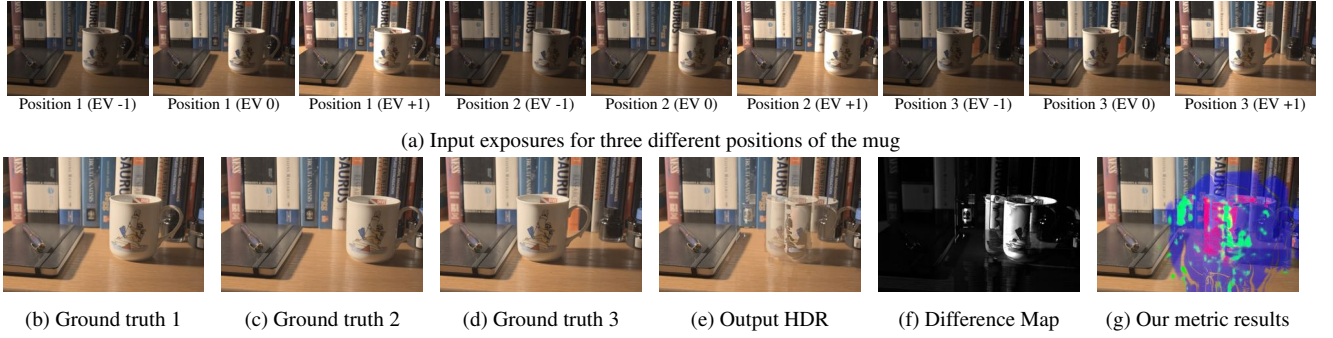 Position 1 (EV -1) Position 1 (EV 0) Position 1 (EV +1) Position 2 (EV -1) Position 2 (EV 0) Position 2 (EV +1) Position 3 (EV -1) Position 3 (EV 0) Position 3 (EV +1)
(a) Input exposures for three different positions of the mug
SAURUS
(b) Ground truth 1 (c) Ground truth 2 (d) Ground truth 3 (e) Output HDR (f) Difference Map (g) Our metric results